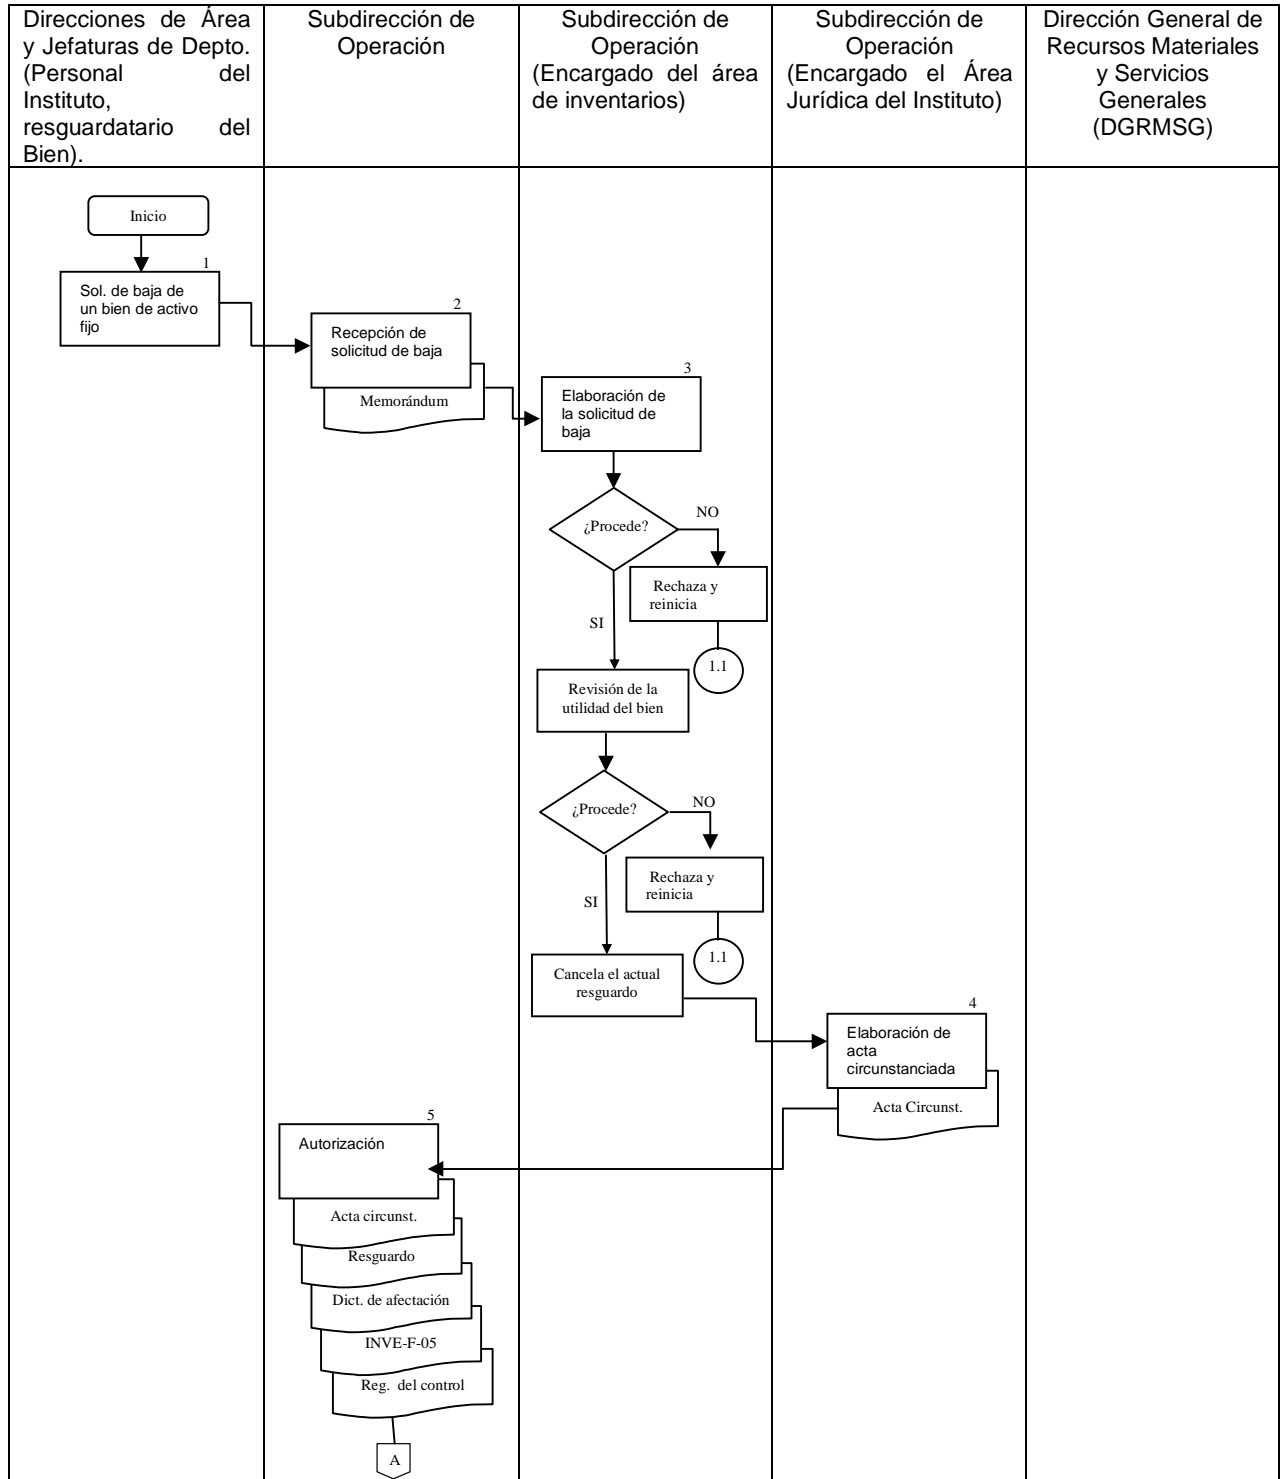 Direcciones de Área
y Jefaturas de Depto.
(Personal del
Instituto,
resguardatario del
Bien).
Subdirección de
Operación
Subdirección de
Operación
(Encargado del área
de inventarios)
Subdirección de
Operación
(Encargado el Área
Jurídica del Instituto)
Dirección General de
Recursos Materiales
y Servicios
Generales
(DGRMSG)
Inicio
1
Sol. de baja de
un bien de activo
fijo
2
Recepción de
solicitud de baja
Memorándum
3
Elaboración de
la solicitud de
baja
¿Procede?
NO
Rechaza y
reinicia
SI
1.1
Revisión de la
utilidad del bien
¿Procede?
NO
Rechaza y
reinicia
SI
1.1
Cancela el actual
resguardo
4
Elaboración de
acta
circunstanciada
Acta Circunst.
5
Autorización
Acta circunst.
Resguardo
Dict. de afectación
INVE-F-05
Reg. del control
A